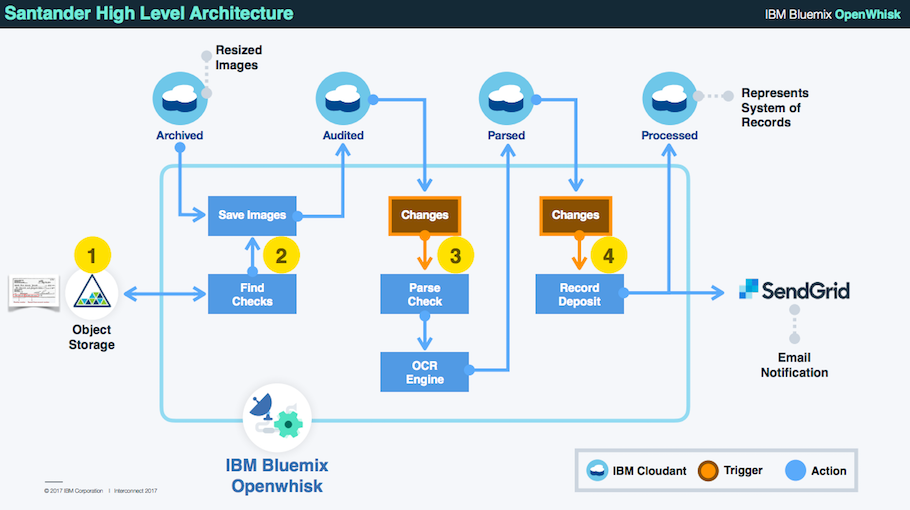 Santander High Level Architecture
IBM Bluemix OpenWhisk
Resized
Images
Archived
Audited
Parsed
Processed
Represents
System of
Records
Save Images
Changes
Changes
1
2
3
4
Find
Checks
Parse
Check
Record
Deposit
Object
Storage
SendGrid
OCR
Engine
Email
Notification
IBM Bluemix
Openwhisk
IBM Cloudant
Trigger
Action
© 2017 IBM Corporation | Interconnect 2017